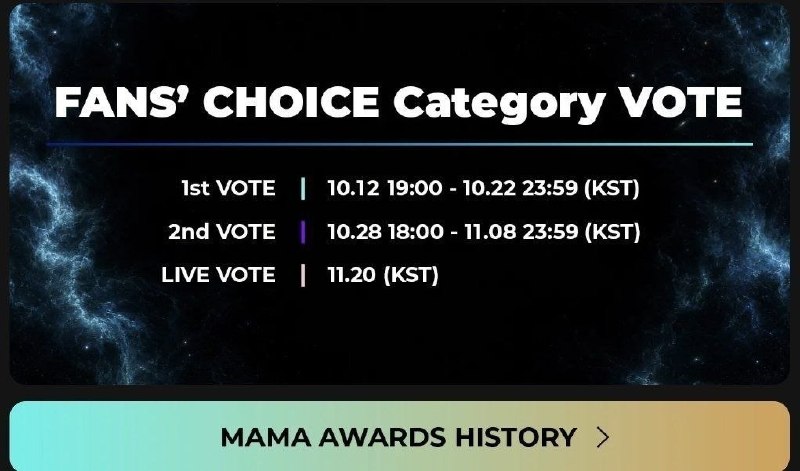 FANS’ CHOICE Category VOTE
1st VOTE | 10.12 19:00 - 10.22 23:59 (KST)
2nd VOTE | 10.28 18:00 - 11.08 23:59 (KST)
LIVE VOTE | 11.20 (KST)
MAMA AWARDS HISTORY >